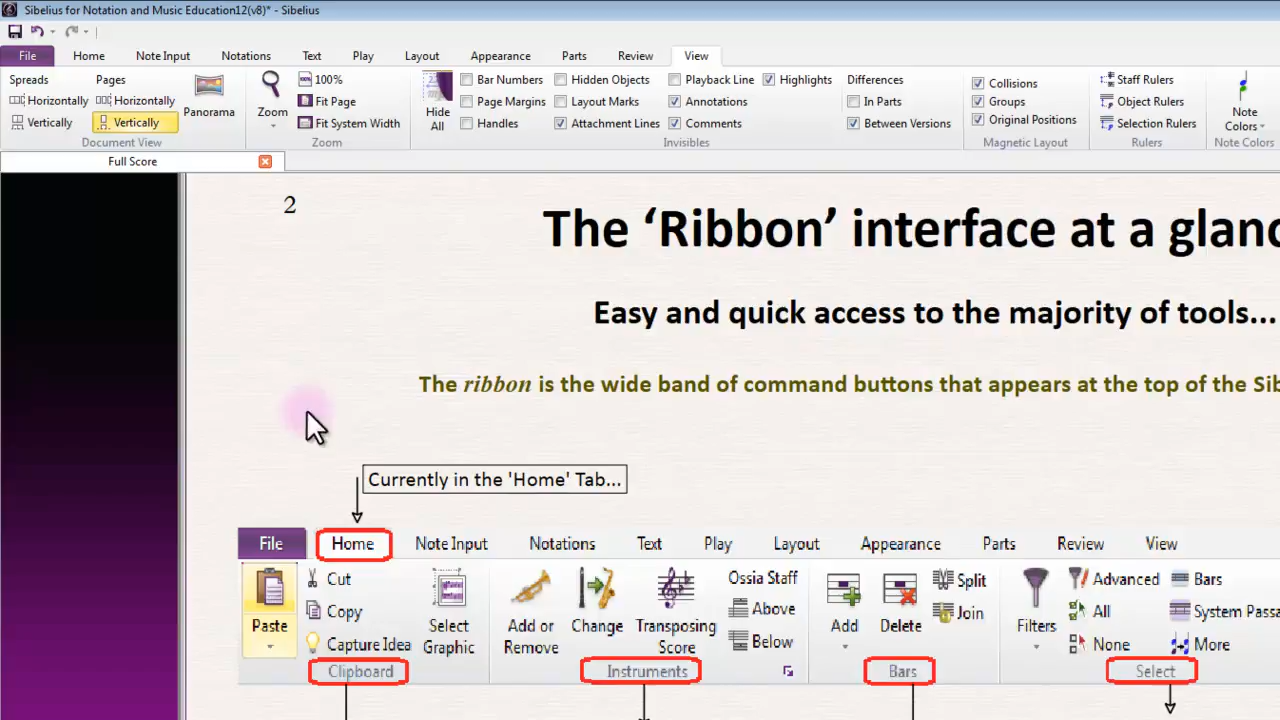 Sibelius for Notation and Music Education12(v8)* - Sibelius
File Home Note Input Notations Text Play Layout Appearance Parts Review View
Spreads Pages 100% Bar Numbers Hidden Objects Playback Line Highlights Differences Collisions Staff Rulers
Horizontally Horizontally Panorama Zoom Fit Page Hide All Page Margins Layout Marks Annotations In Parts Groups Object Rulers Note Colors
Vertically Vertically Fit System Width Handles Attachment Lines Comments Between Versions Original Positions Selection Rulers
Document View Zoom Invisibles Magnetic Layout Rulers Note Colors
Full Score
2
The ‘Ribbon’ interface at a glanc
Easy and quick access to the majority of tools...
The ribbon is the wide band of command buttons that appears at the top of the Sib
Currently in the 'Home' Tab...
File Home Note Input Notations Text Play Layout Appearance Parts Review View
Cut Ossia Staff Split Advanced Bars
Paste Copy Select Graphic Add or Remove Change Transposing Score Above Add Delete Join Filters All System Passa
Capture Idea Below None More
Clipboard Instruments Bars Select